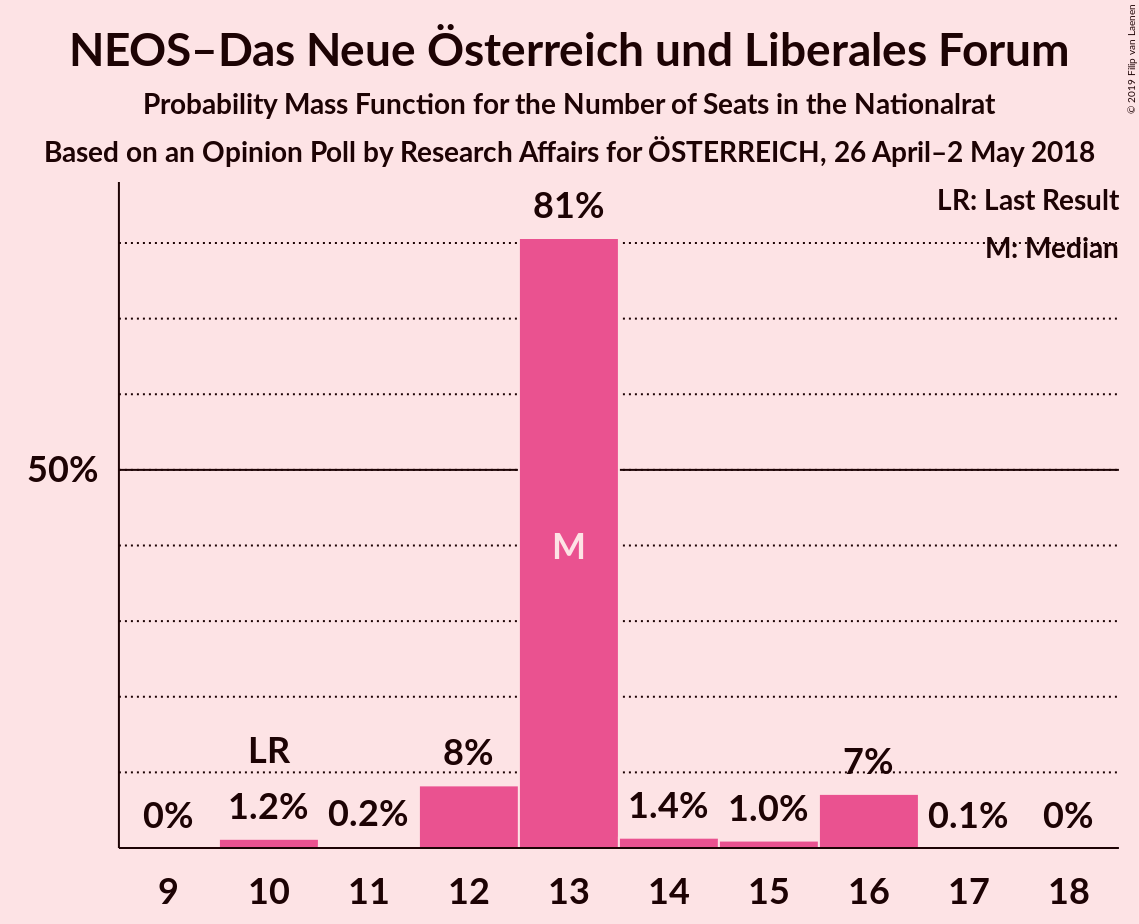 NEOS–Das Neue Österreich und Liberales Forum
Probability Mass Function for the Number of Seats in the Nationalrat
Based on an Opinion Poll by Research Affairs for ÖSTERREICH, 26 April–2 May 2018
© 2019 Filip van Laenen
LR: Last Result
M: Median
81%
50%
M
LR
8%
7%
0%
1.2%
0.2%
1.4%
1.0%
0.1%
0%
9 10 11 12 13 14 15 16 17 18